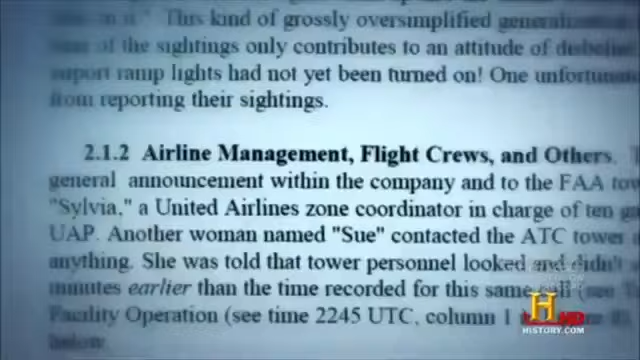 This kind of grossly oversimplified
of the sightings only contributes to an attitude of
ramp lights had not yet been turned on! One
from reporting their sightings.
2.1.2 Airline Management, Flight Crews, and Others.
general announcement within the company and to the FAA
"Sylvia," a United Airlines zone coordinator in charge of ten
UAP. Another woman named "Sue" contacted the ATC tower
anything. She was told that tower personnel looked and didn't
minutes earlier than the time recorded for this same
Facility Operation (see time 2245 UTC, column 1
below.
H
HD
HISTORY.COM